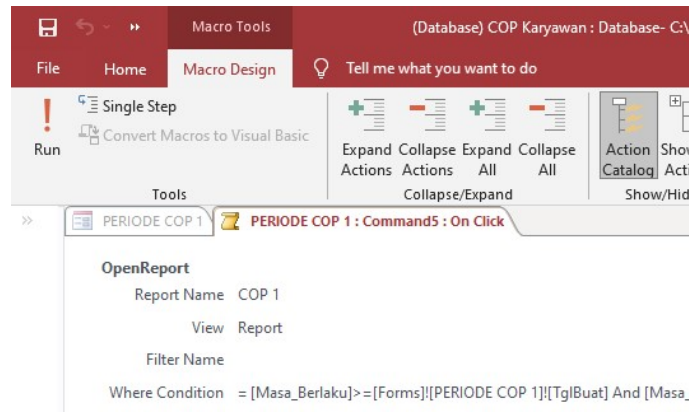 Macro Tools
(Database) COP Karyawan : Database- C:\
File Home Macro Design Tell me what you want to do
Run
Single Step
Convert Macros to Visual Basic
Expand Actions
Collapse Actions
Expand All
Collapse All
Action Catalog
Tools
Collapse/Expand
PERIODE COP 1
PERIODE COP 1 : Command5 : On Click
OpenReport
Report Name COP 1
View Report
Filter Name
Where Condition = [Masa_Berlaku]>=[Forms]![PERIODE COP 1]![TglBuat] And [Masa_